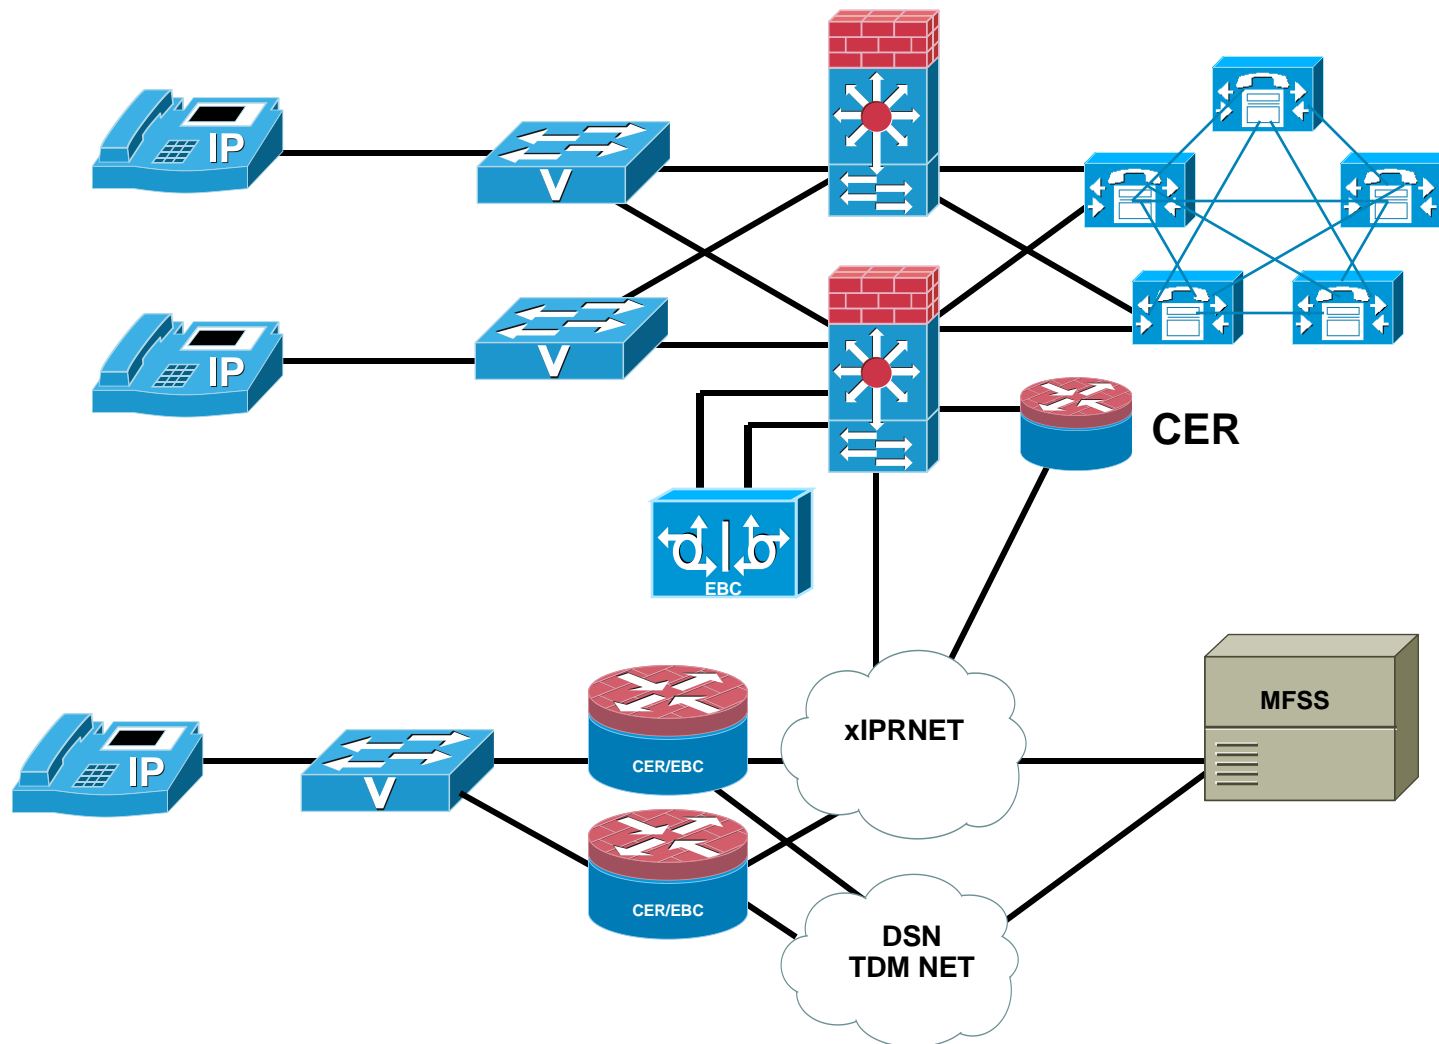 IP
V
IP
V
CER
EBC
xIPRNET
MFSS
CER/EBC
IP
V
CER/EBC
DSN
TDM NET